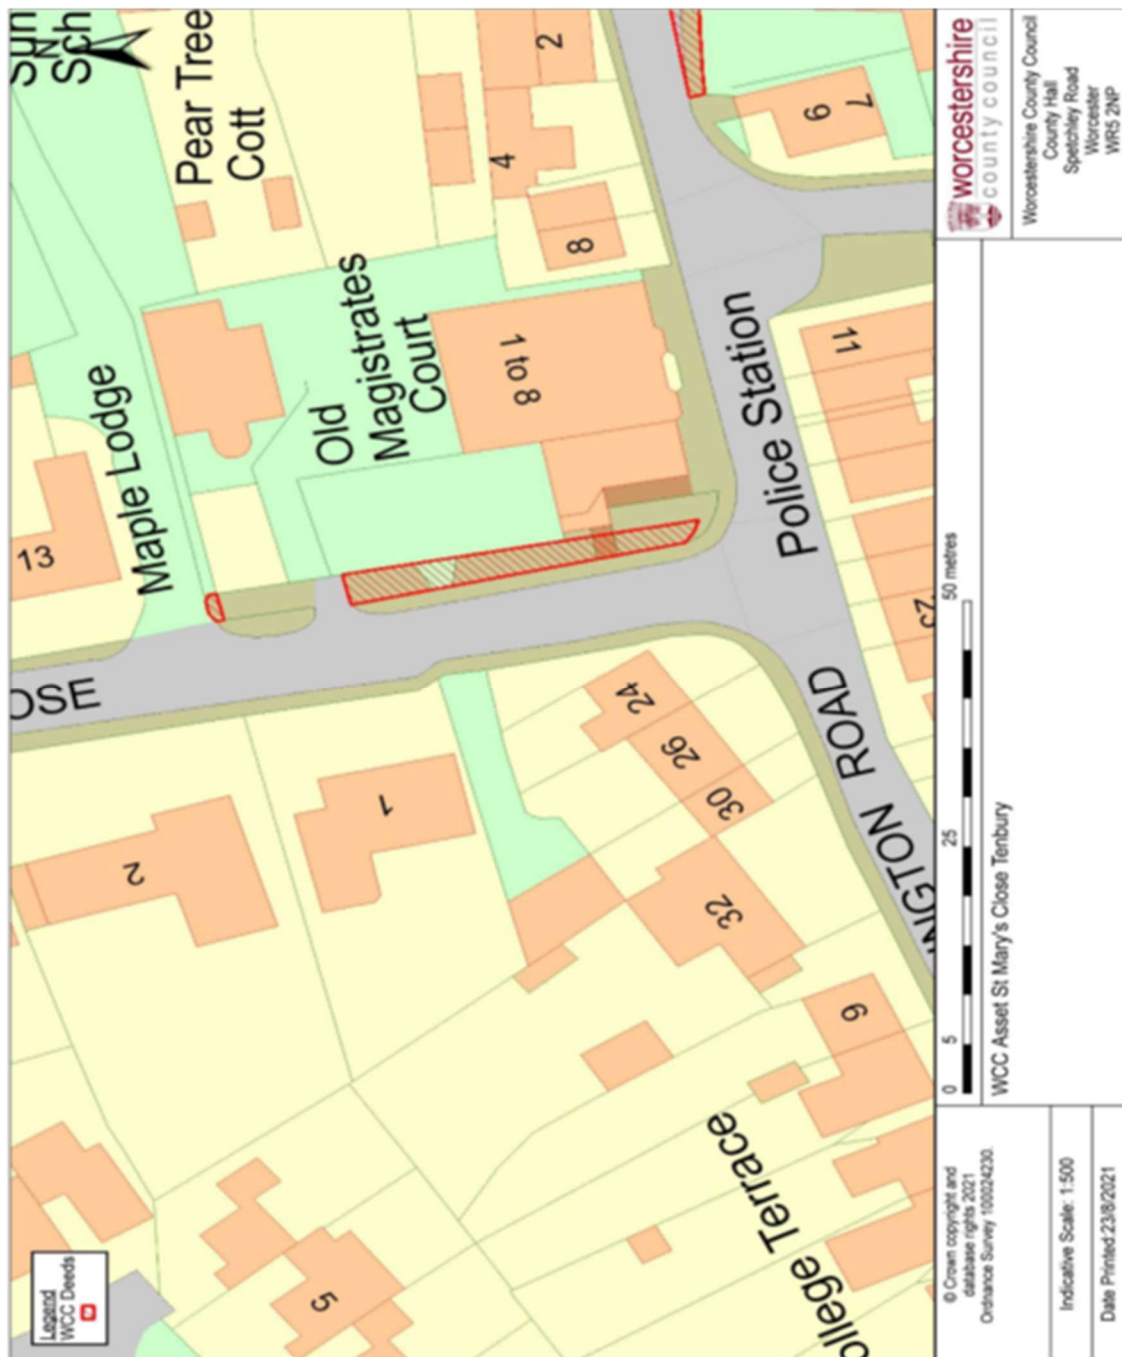 Legend
WCC Deeds
Sun
Sch
N
Pear Tree
Cott
2
4
8
6
7
Maple Lodge
13
Old
Magistrates
Court
1 to 8
Police Station
11
23
OSE
24
26
30
32
1
2
5
9
NGTON ROAD
ollege Terrace
© Crown copyright and
database rights 2021
Ordnance Survey 100024230.
Indicative Scale: 1:500
Date Printed:23/8/2021
0 5 25 50 metres
WCC Asset St Mary's Close Tenbury
worcestershire
county council
Worcestershire County Council
County Hall
Spetchley Road
Worcester
WR5 2NP